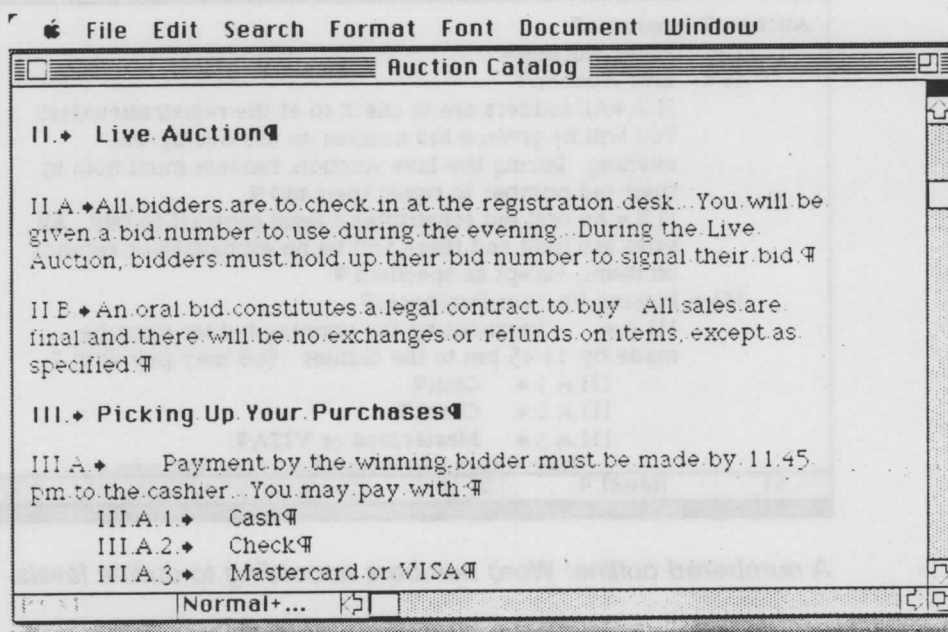 File Edit Search Format Font Document Window
Auction Catalog
II. Live Auction¶
II.A All bidders are to check in at the registration desk. You will be
given a bid number to use during the evening. During the Live
Auction, bidders must hold up their bid number to signal their bid.¶
II.B An oral bid constitutes a legal contract to buy. All sales are
final and there will be no exchanges or refunds on items, except as
specified.¶
III. Picking Up Your Purchases¶
III.A. Payment by the winning bidder must be made by 11:45
pm to the cashier. You may pay with:¶
III.A.1. Cash¶
III.A.2. Check¶
III.A.3. Mastercard or VISA¶
Normal+...
A numbered outline: Word
levels